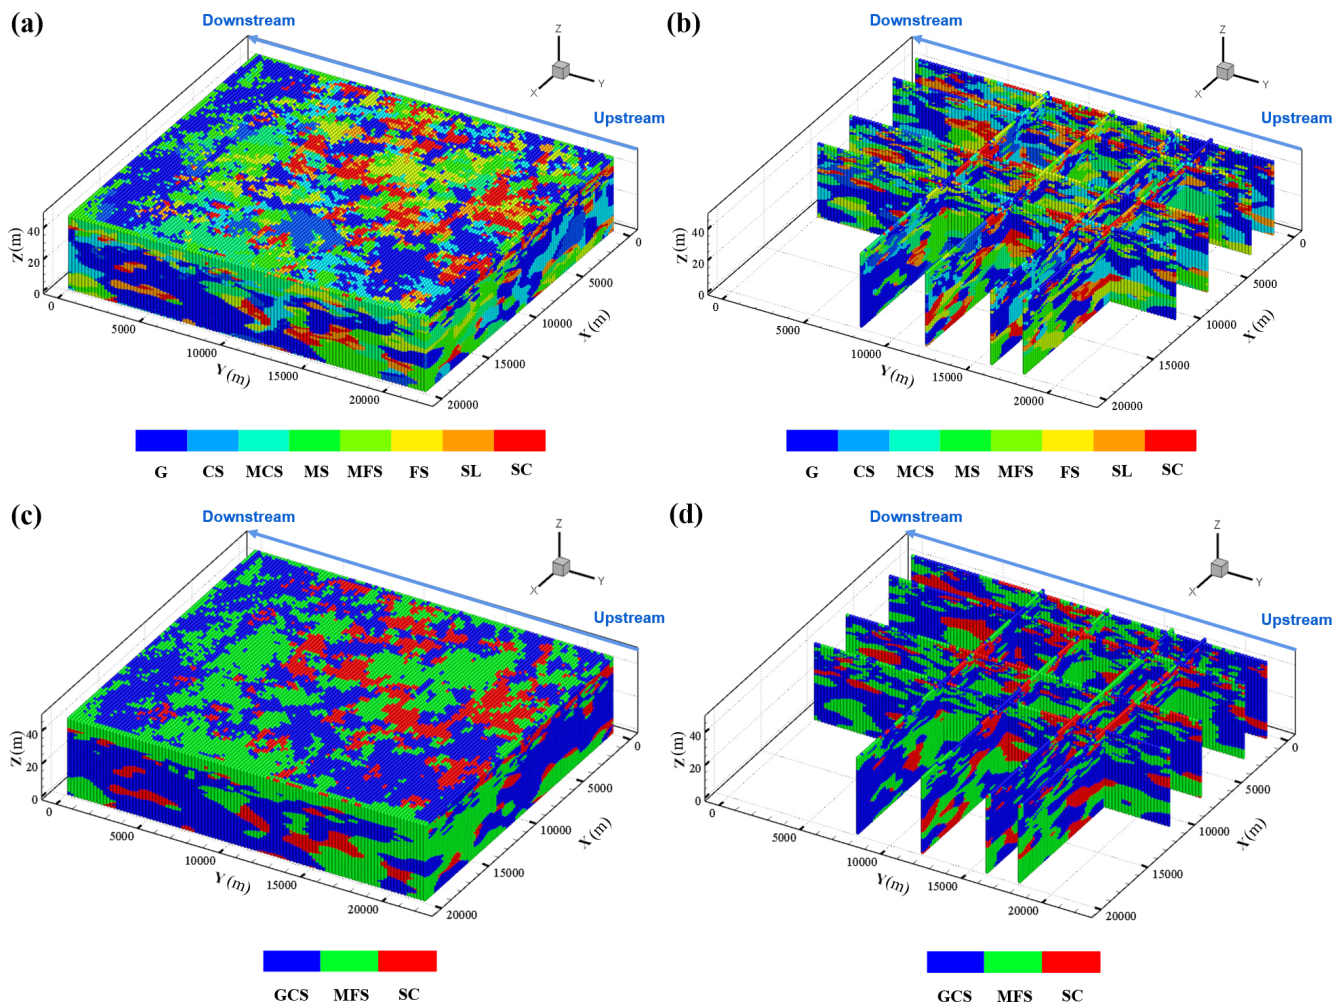 (a)
Downstream
Upstream
Z
Y
X
Z(m)
40
20
0
0
5000
10000
15000
20000
Y(m)
0
5000
10000
15000
20000
X(m)
G CS MCS MS MFS FS SL SC
(b)
Downstream
Upstream
Z
Y
X
Z(m)
40
20
0
0
5000
10000
15000
20000
Y(m)
0
5000
10000
15000
20000
X(m)
G CS MCS MS MFS FS SL SC
(c)
Downstream
Upstream
Z
Y
X
Z(m)
40
20
0
0
5000
10000
15000
20000
Y(m)
0
5000
10000
15000
20000
X(m)
GCS MFS SC
(d)
Downstream
Upstream
Z
Y
X
Z(m)
40
20
0
0
5000
10000
15000
20000
Y(m)
0
5000
10000
15000
20000
X(m)
GCS MFS SC